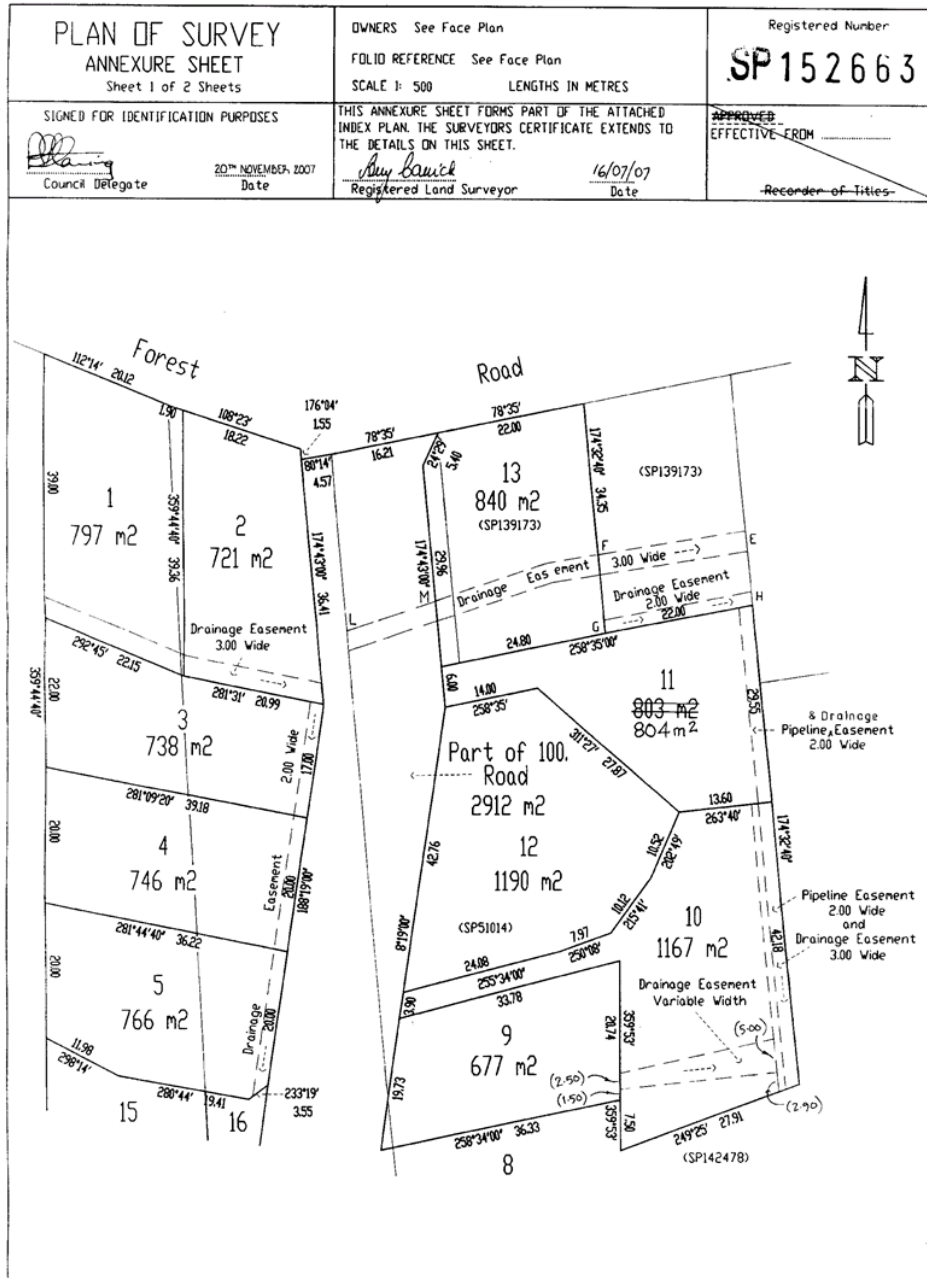 PLAN OF SURVEY
ANNEXURE SHEET
Sheet 1 of 2 Sheets
OWNERS See Face Plan
FOLIO REFERENCE See Face Plan
SCALE 1: 500 LENGTHS IN METRES
Registered Number
SP152663
SIGNED FOR IDENTIFICATION PURPOSES
Council Delegate
20TH NOVEMBER, 2007
Date
THIS ANNEXURE SHEET FORMS PART OF THE ATTACHED
INDEX PLAN. THE SURVEYORS CERTIFICATE EXTENDS TO
THE DETAILS ON THIS SHEET.
Registered Land Surveyor
16/07/07
Date
APPROVED
EFFECTIVE FROM
Recorder of Titles
N
Forest
Road
112°14' 20.12
1.90
108°23'
18.22
176°04'
1.55
80°14'
4.57
78°35'
16.21
78°35'
22.00
24°29'
5.40
39.00
1
797 m2
359°44'40" 39.36
2
721 m2
174°43'00" 36.41
13
840 m2
(SP139173)
174°32'40" 34.35
(SP139173)
174°43'00"
29.96
L
M
F
E
G
H
Drainage Easement
3.00 Wide
Drainage Easement
2.00 Wide
22.00
24.80
258°35'00"
Drainage Easement
3.00 Wide
292°45' 22.15
281°31' 20.99
359°44'40"
22.00
3
738 m2
2.00 Wide
17.00
6.00
14.00
258°35'
311°27'
27.87
11
803 m2
804m²
29.55
& Drainage
Pipeline Easement
2.00 Wide
Part of 100.
Road
2912 m2
281°09'20" 39.18
13.60
263°40'
174°32'40"
20.00
4
746 m2
Easement
20.00
188°19'00"
42.76
8°19'00"
12
1190 m2
(SP51014)
10.52
202°49'
10.12
215°41'
10
1167 m2
Pipeline Easement
2.00 Wide
and
Drainage Easement
3.00 Wide
42.18
281°44'40" 36.22
24.08
255°34'00"
7.97
250°08'
33.78
3.90
20.00
5
766 m2
Drainage
20.00
9
677 m2
20.74
359°53'
Drainage Easement
Variable Width
(5.00)
(2.50)
(1.50)
(2.90)
11.98
298°14'
280°44' 19.41
233°19'
3.55
15
16
19.73
258°34'00" 36.33
359°53'
7.50
249°25' 27.91
(SP142478)
8